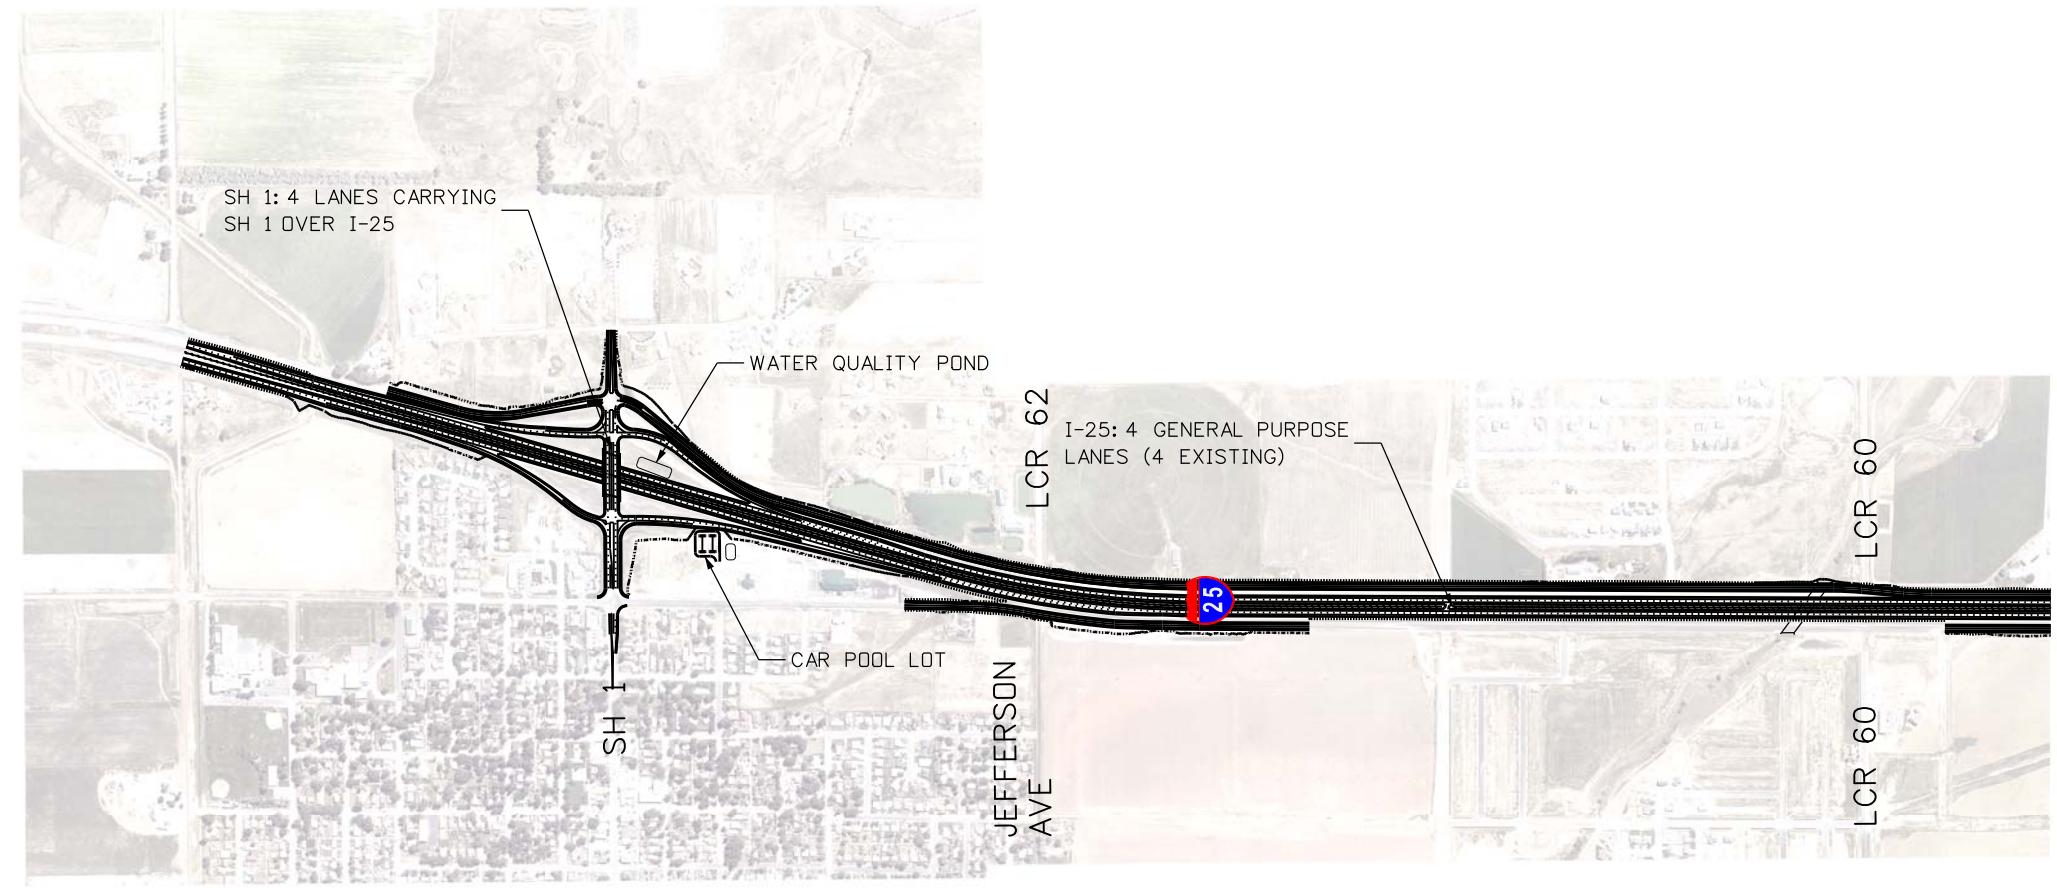 SH 1: 4 LANES CARRYING
SH 1 OVER I-25
WATER QUALITY POND
LCR 62
I-25: 4 GENERAL PURPOSE
LANES (4 EXISTING)
LCR 60
25
CAR POOL LOT
SH 1
JEFFERSON
AVE
LCR 60